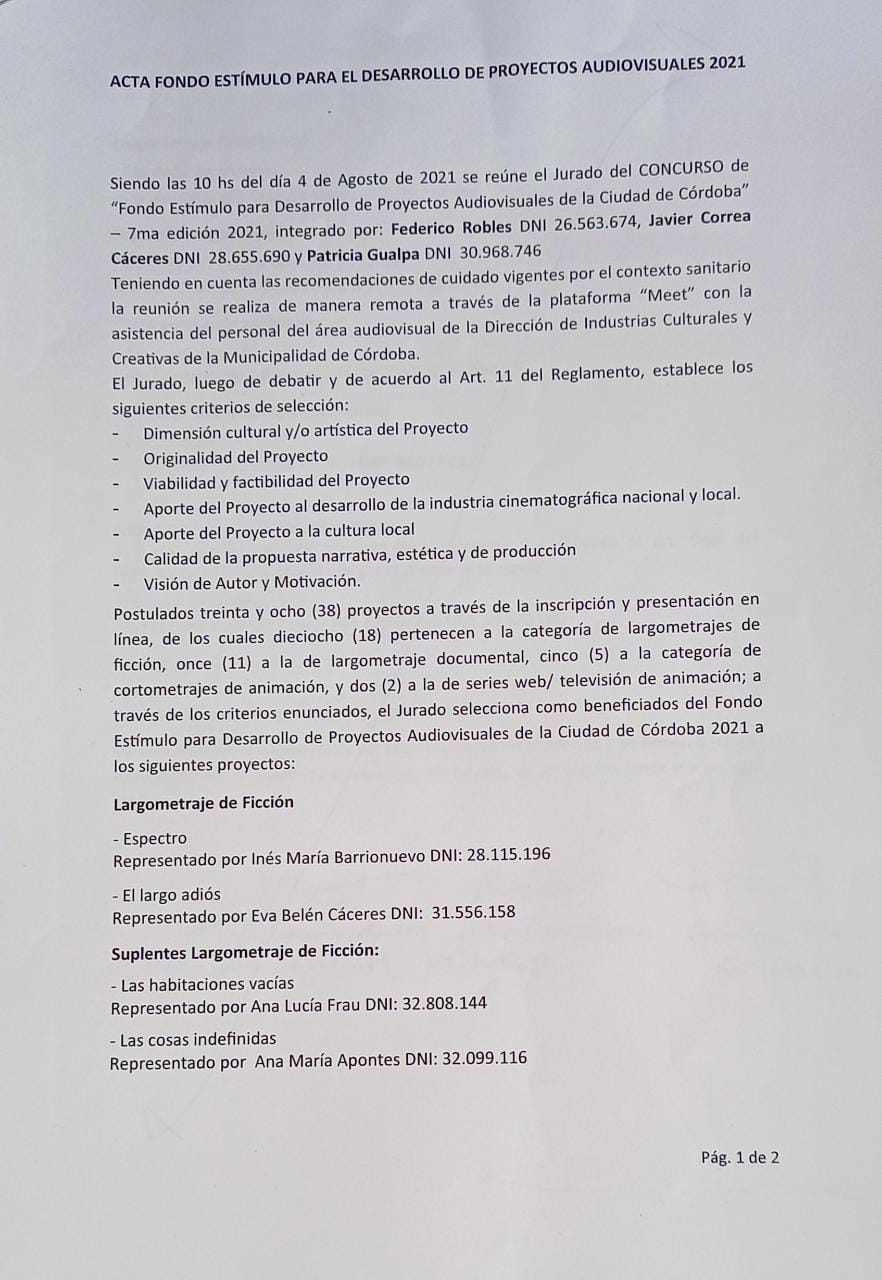 ACTA FONDO ESTÍMULO PARA EL DESARROLLO DE PROYECTOS AUDIOVISUALES 2021
Siendo las 10 hs del día 4 de Agosto de 2021 se reúne el Jurado del CONCURSO de
“Fondo Estímulo para Desarrollo de Proyectos Audiovisuales de la Ciudad de Córdoba”
– 7ma edición 2021, integrado por: Federico Robles DNI 26.563.674, Javier Correa
Cáceres DNI 28.655.690 y Patricia Gualpa DNI 30.968.746
Teniendo en cuenta las recomendaciones de cuidado vigentes por el contexto sanitario
la reunión se realiza de manera remota a través de la plataforma “Meet” con la
asistencia del personal del área audiovisual de la Dirección de Industrias Culturales y
Creativas de la Municipalidad de Córdoba.
El Jurado, luego de debatir y de acuerdo al Art. 11 del Reglamento, establece los
siguientes criterios de selección:
- Dimensión cultural y/o artística del Proyecto
- Originalidad del Proyecto
- Viabilidad y factibilidad del Proyecto
- Aporte del Proyecto al desarrollo de la industria cinematográfica nacional y local.
- Aporte del Proyecto a la cultura local
- Calidad de la propuesta narrativa, estética y de producción
- Visión de Autor y Motivación.
Postulados treinta y ocho (38) proyectos a través de la inscripción y presentación en
línea, de los cuales dieciocho (18) pertenecen a la categoría de largometrajes de
ficción, once (11) a la de largometraje documental, cinco (5) a la categoría de
cortometrajes de animación, y dos (2) a la de series web/ televisión de animación; a
través de los criterios enunciados, el Jurado selecciona como beneficiados del Fondo
Estímulo para Desarrollo de Proyectos Audiovisuales de la Ciudad de Córdoba 2021 a
los siguientes proyectos:
Largometraje de Ficción
- Espectro
Representado por Inés María Barrionuevo DNI: 28.115.196
- El largo adiós
Representado por Eva Belén Cáceres DNI: 31.556.158
Suplentes Largometraje de Ficción:
- Las habitaciones vacías
Representado por Ana Lucía Frau DNI: 32.808.144
- Las cosas indefinidas
Representado por Ana María Apontes DNI: 32.099.116
Pág. 1 de 2